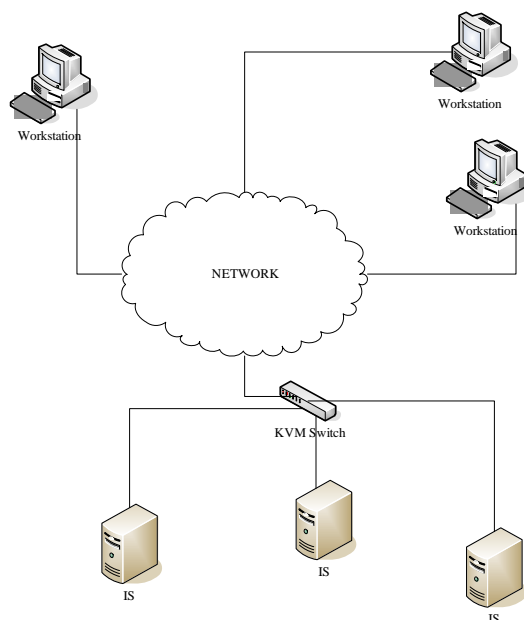 Workstation
Workstation
Workstation
NETWORK
KVM Switch
IS
IS
IS